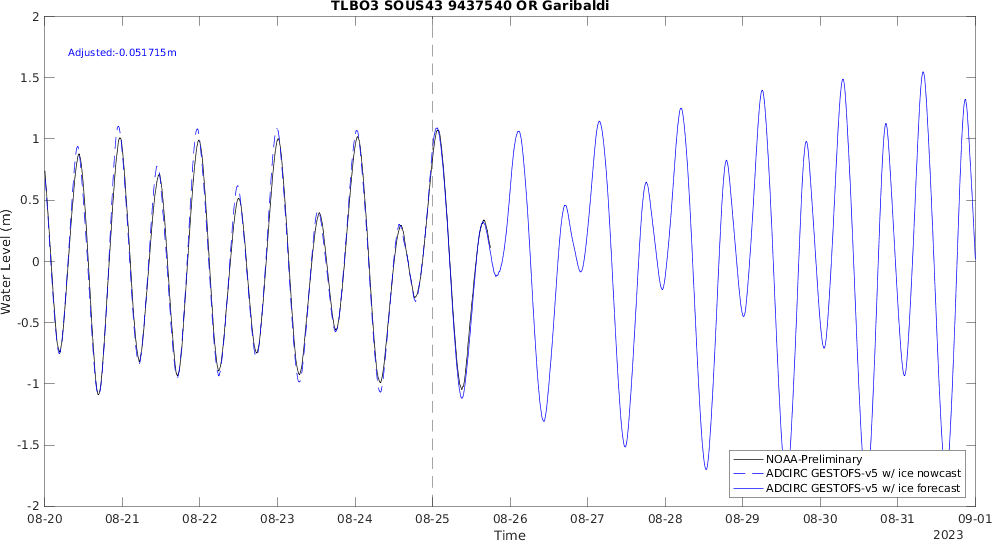 TLBO3 SOUS43 9437540 OR Garibaldi
Adjusted:-0.051715m
Water Level (m)
2
1.5
1
0.5
0
-0.5
-1
-1.5
-2
NOAA-Preliminary
ADCIRC GESTOFS-v5 w/ ice nowcast
ADCIRC GESTOFS-v5 w/ ice forecast
08-20 08-21 08-22 08-23 08-24 08-25 08-26 08-27 08-28 08-29 08-30 08-31 09-01
Time
2023